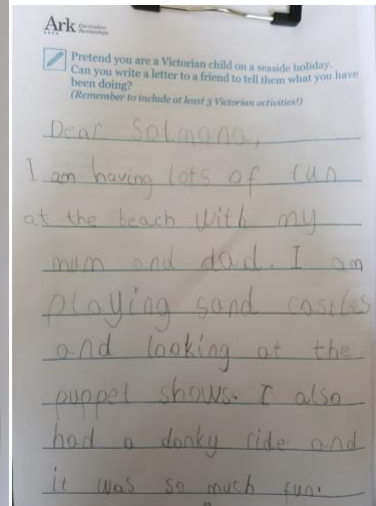 Ark Curriculum
Partnerships
Pretend you are a Victorian child on a seaside holiday.
Can you write a letter to a friend to tell them what you have
been doing?
(Remember to include at least 3 Victorian activities!)
Dear Salmana,
I am having lots of fun
at the beach with my
mum and dad. I am
playing sand castles
and looking at the
puppet shows. I also
had a donky ride and
it was so much fun.